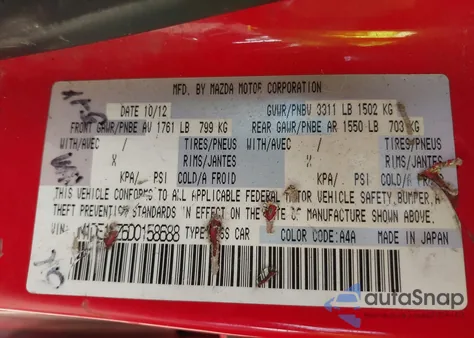 MFD. BY MAZDA MOTOR CORPORATION
DATE 10/12 GVWR/PNBV 3311 LB 1502 KG
FRONT GAWR/PNBE AV 1761 LB 799 KG REAR GAWR/PNBE AR 1550 LB 703 KG
WITH/AVEC / TIRES/PNEUS WITH/AVEC / TIRES/PNEUS
X RIMS/JANTES X RIMS/JANTES
KPA/ PSI COLD/A FROID KPA/ PSI COLD/A FROID
THIS VEHICLE CONFORMS TO ALL APPLICABLE FEDERAL MOTOR VEHICLE SAFETY, BUMPER, A
THEFT PREVENTION STANDARDS IN EFFECT ON THE DATE OF MANUFACTURE SHOWN ABOVE.
VIN: 6D0158688 TYPE: PASS CAR COLOR CODE:A4A MADE IN JAPAN
autoSnap